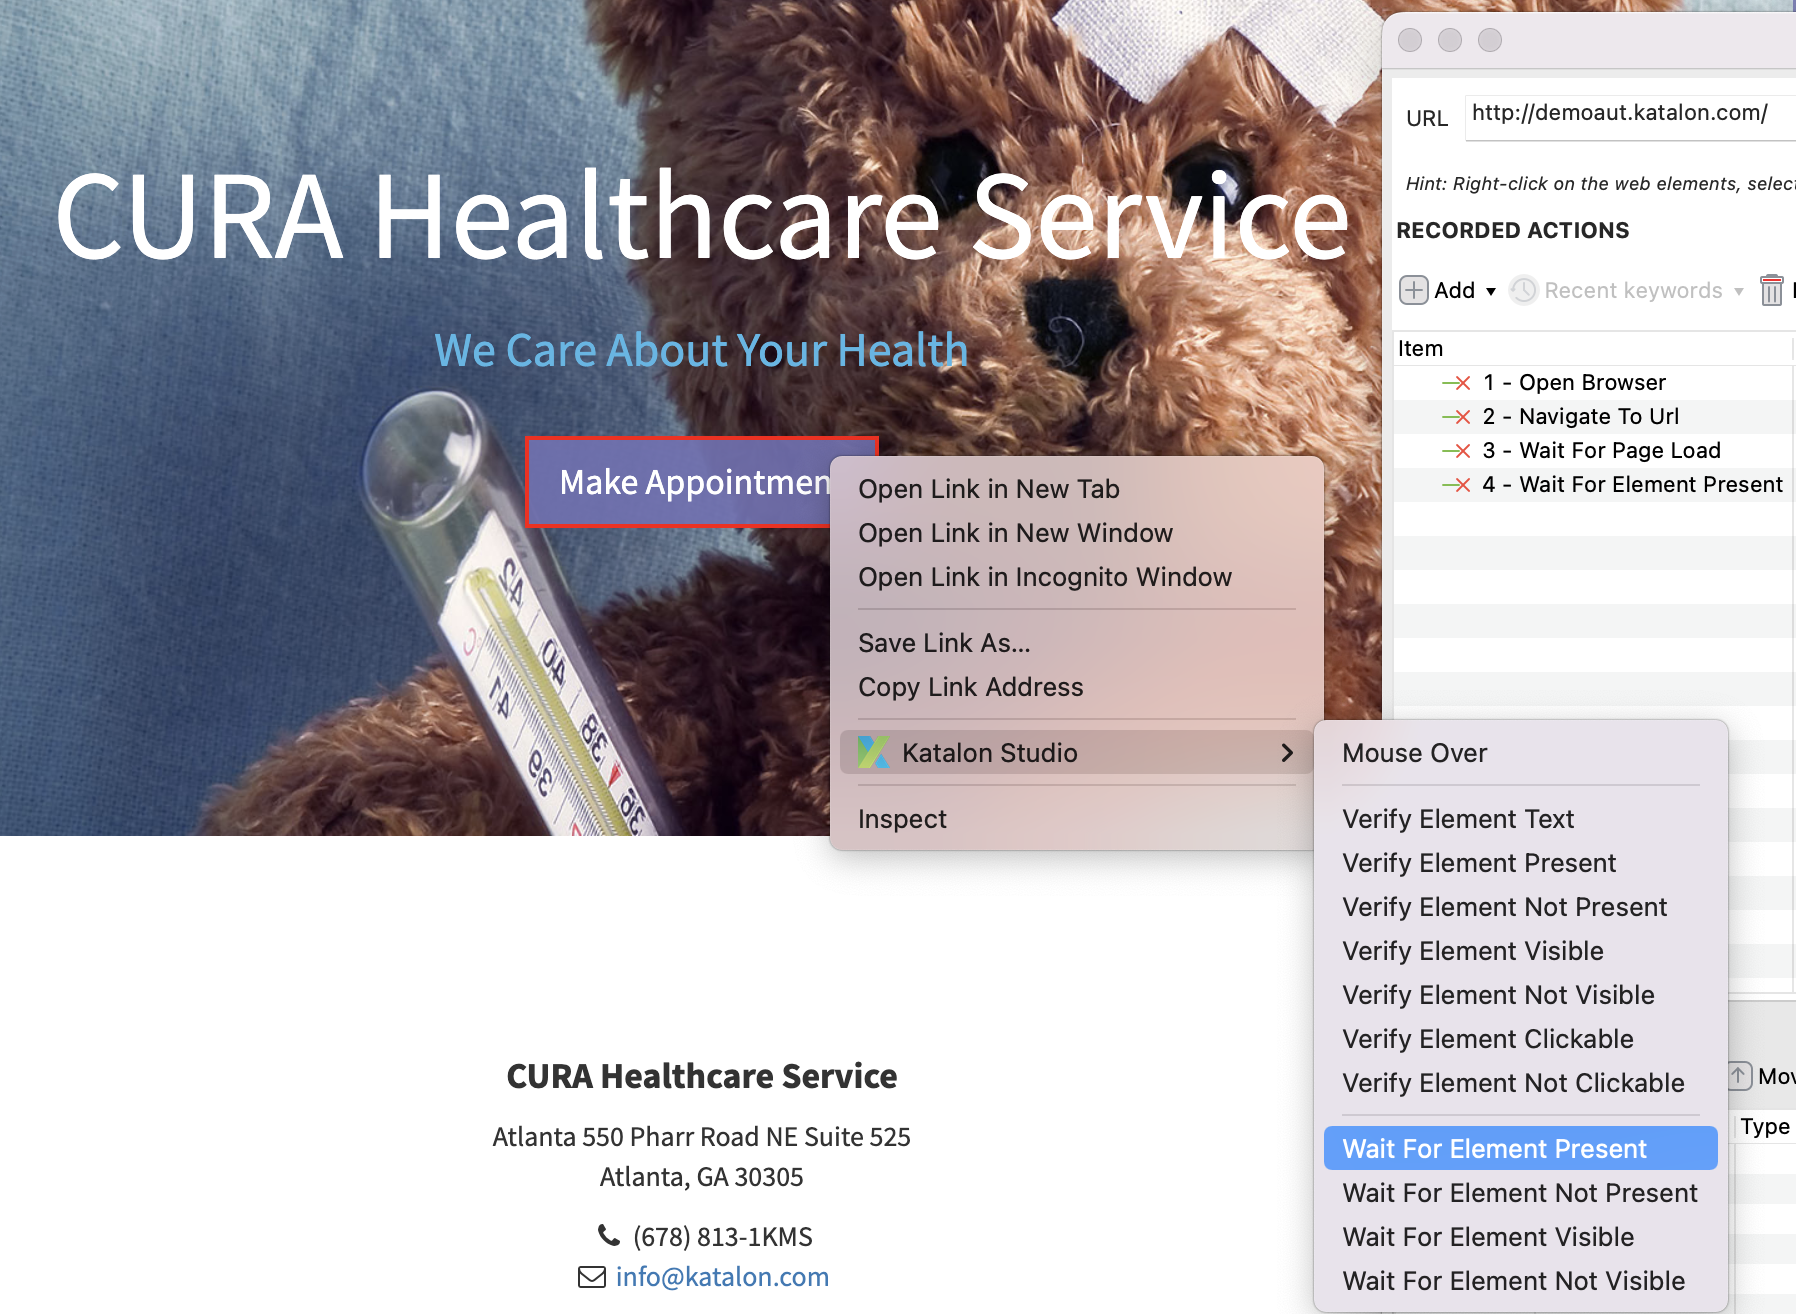 CURA Healthcare Service
We Care About Your Health
Make Appointmen
Open Link in New Tab
Open Link in New Window
Open Link in Incognito Window
Save Link As...
Copy Link Address
Katalon Studio
Inspect
Mouse Over
Verify Element Text
Verify Element Present
Verify Element Not Present
Verify Element Visible
Verify Element Not Visible
Verify Element Clickable
Verify Element Not Clickable
Wait For Element Present
Wait For Element Not Present
Wait For Element Visible
Wait For Element Not Visible
URL http://demoaut.katalon.com/
Hint: Right-click on the web elements, select
RECORDED ACTIONS
Add Recent keywords
Item
1 - Open Browser
2 - Navigate To Url
3 - Wait For Page Load
4 - Wait For Element Present
Mov
Type
42
°C
40
41
38
39
36
CURA Healthcare Service
Atlanta 550 Pharr Road NE Suite 525
Atlanta, GA 30305
(678) 813-1KMS
info@katalon.com